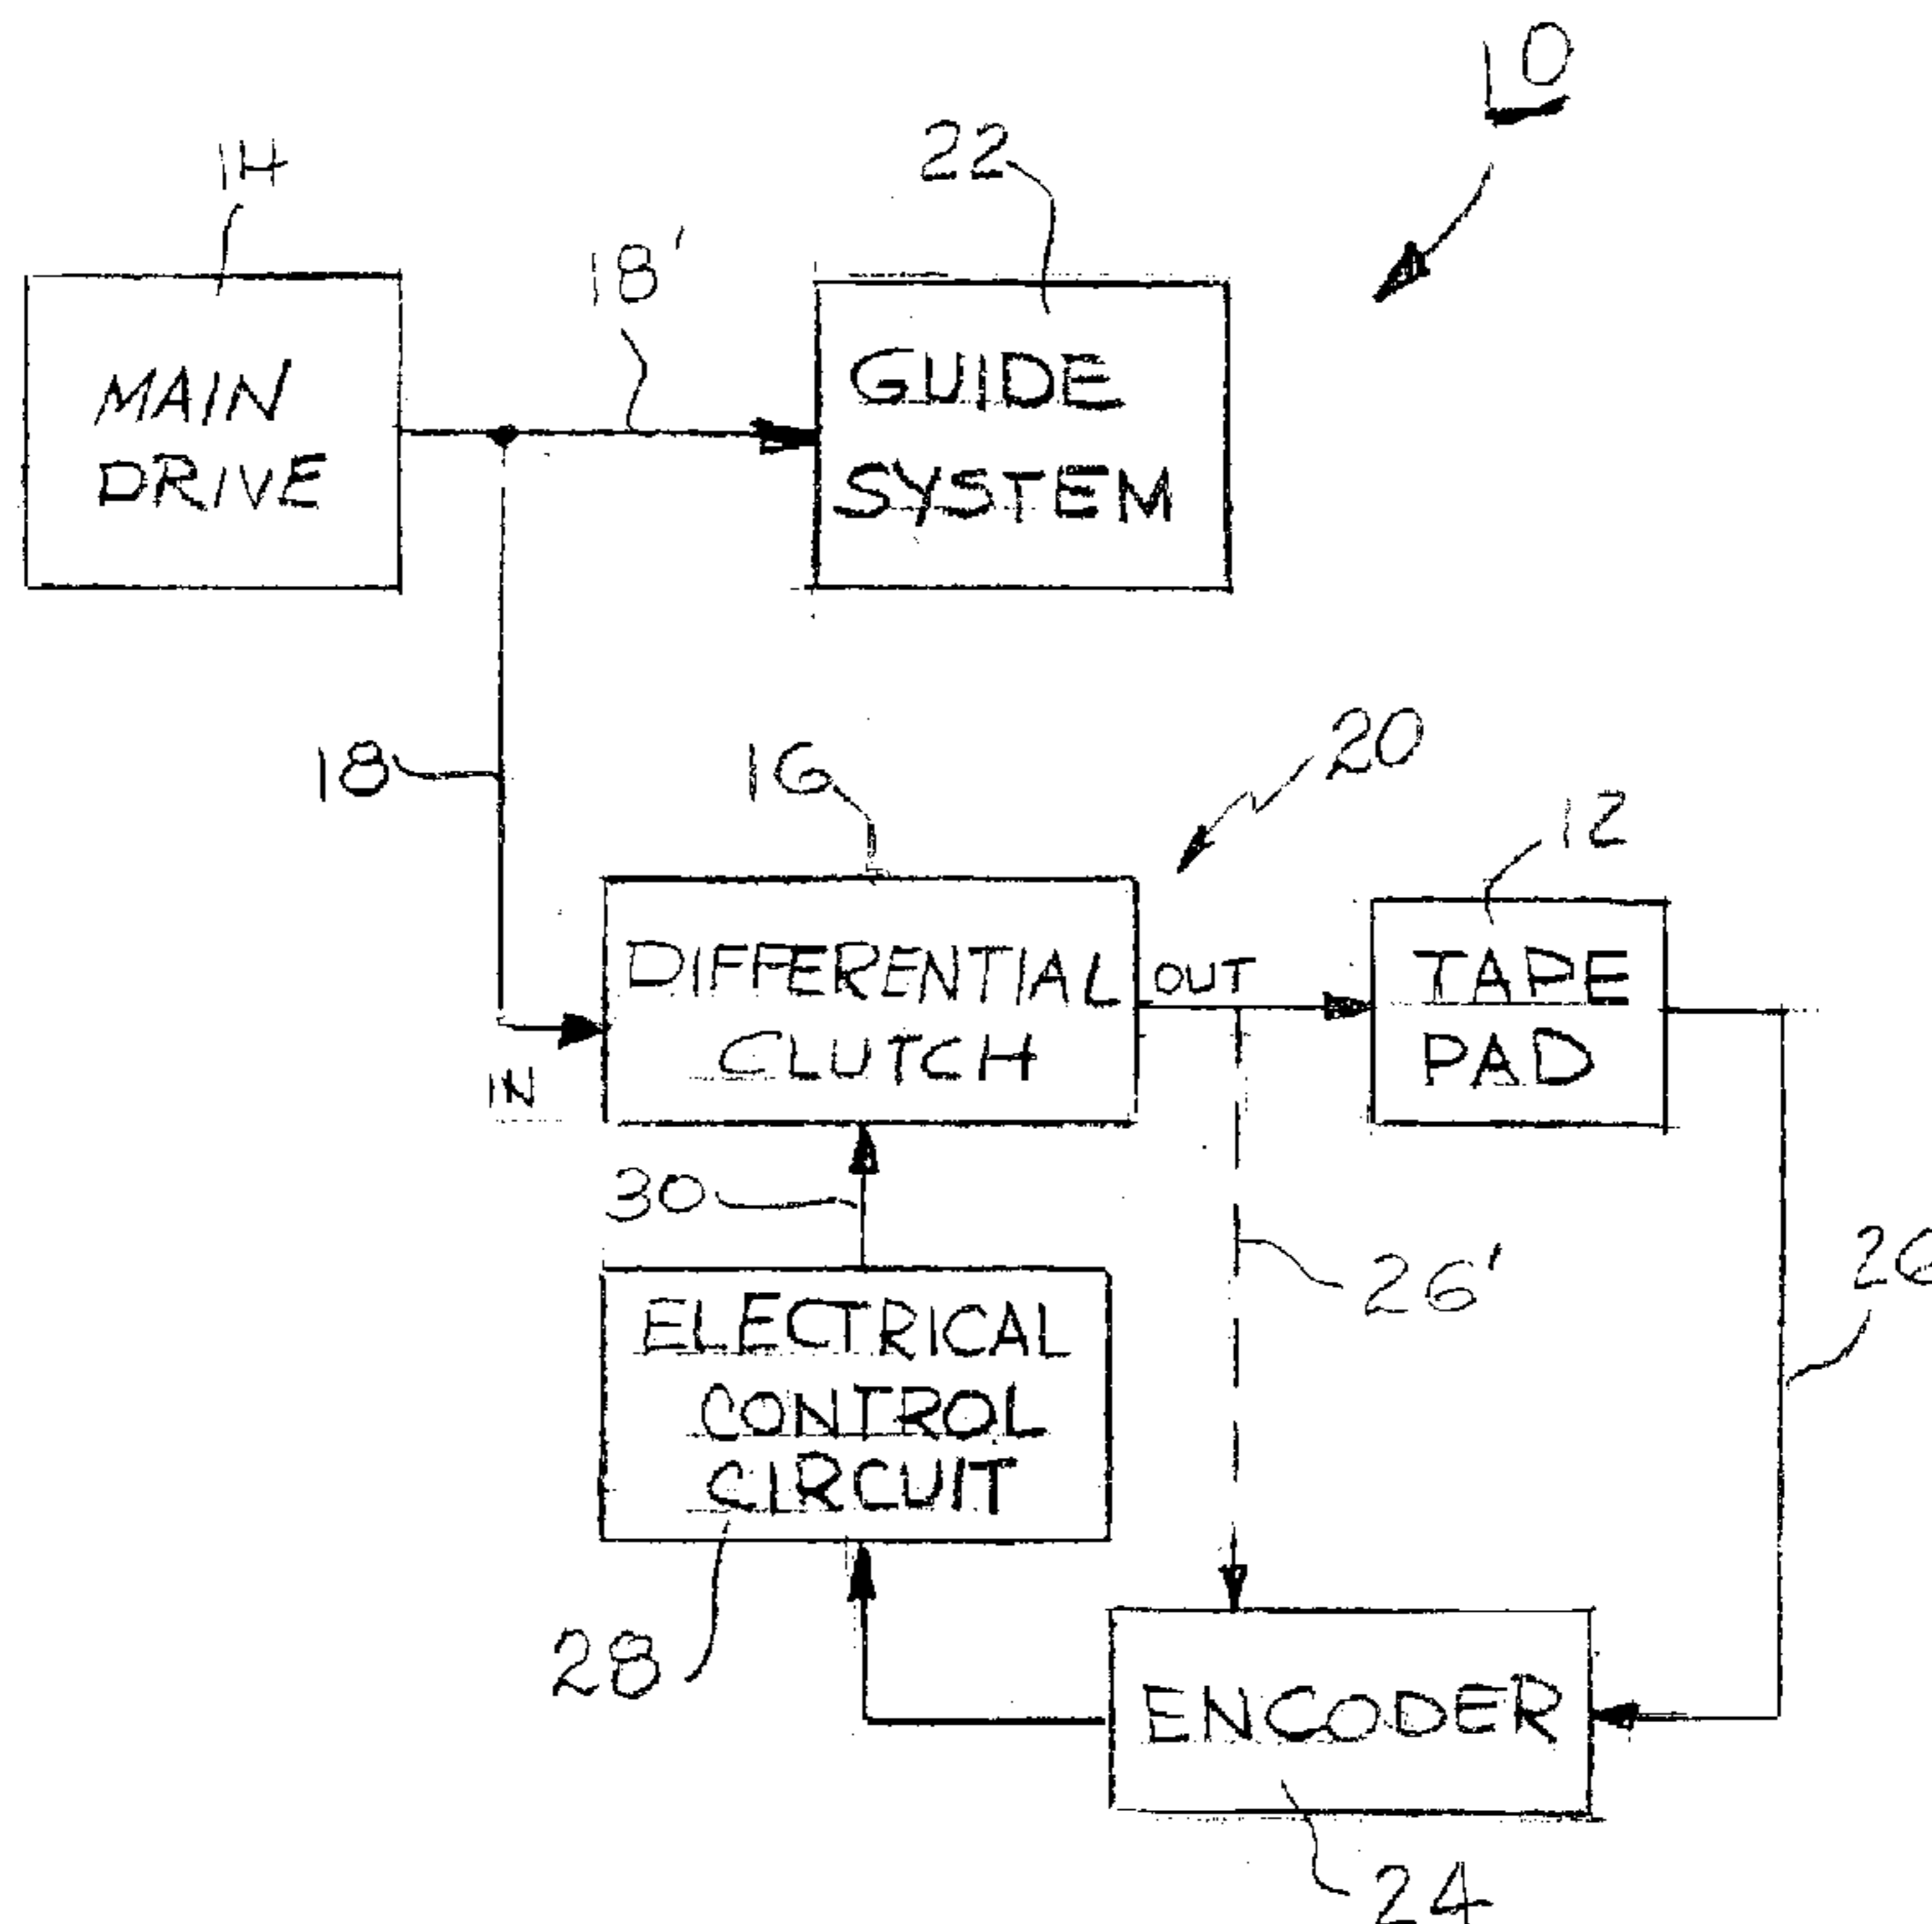 10
14
22
18'
MAIN
DRIVE
GUIDE
SYSTEM
18
16
20
12
DIFFERENTIAL
CLUTCH
OUT
TAPE
PAD
IN
30
26'
26
ELECTRICAL
CONTROL
CIRCUIT
28
ENCODER
24